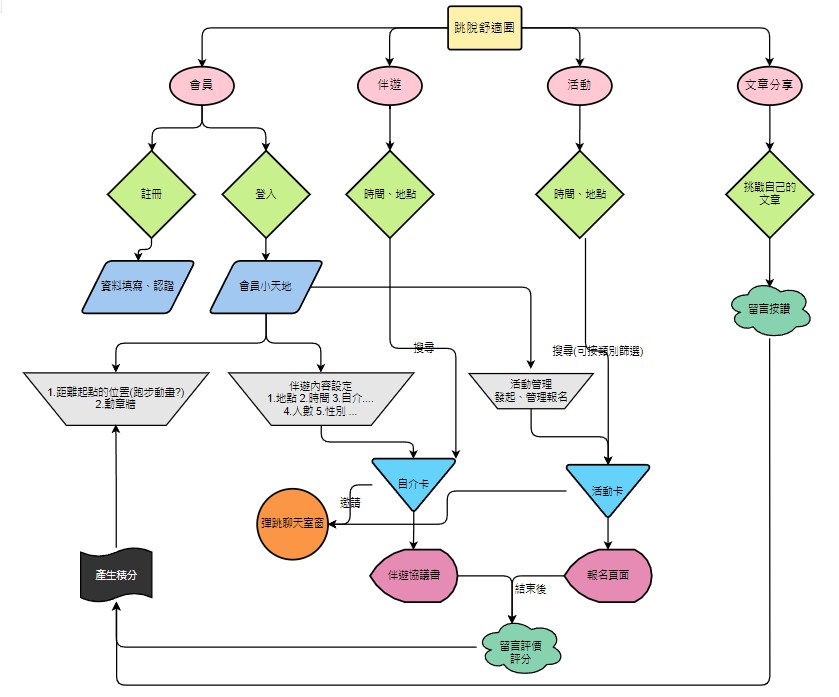 跳脫舒適圈
會員
伴遊
活動
文章分享
註冊
登入
時間、地點
時間、地點
挑戰自己的
文章
資料填寫、認證
會員小天地
留言按讚
搜尋
搜尋(可按類別篩選)
1.距離起點的位置(跑步動畫?)
2.勳章牆
伴遊內容設定
1.地點 2.時間 3.自介....
4.人數 5.性別 ...
活動管理
發起、管理報名
自介卡
活動卡
邀請
彈跳聊天室窗
產生積分
伴遊協議書
報名頁面
結束後
留言評價
評分